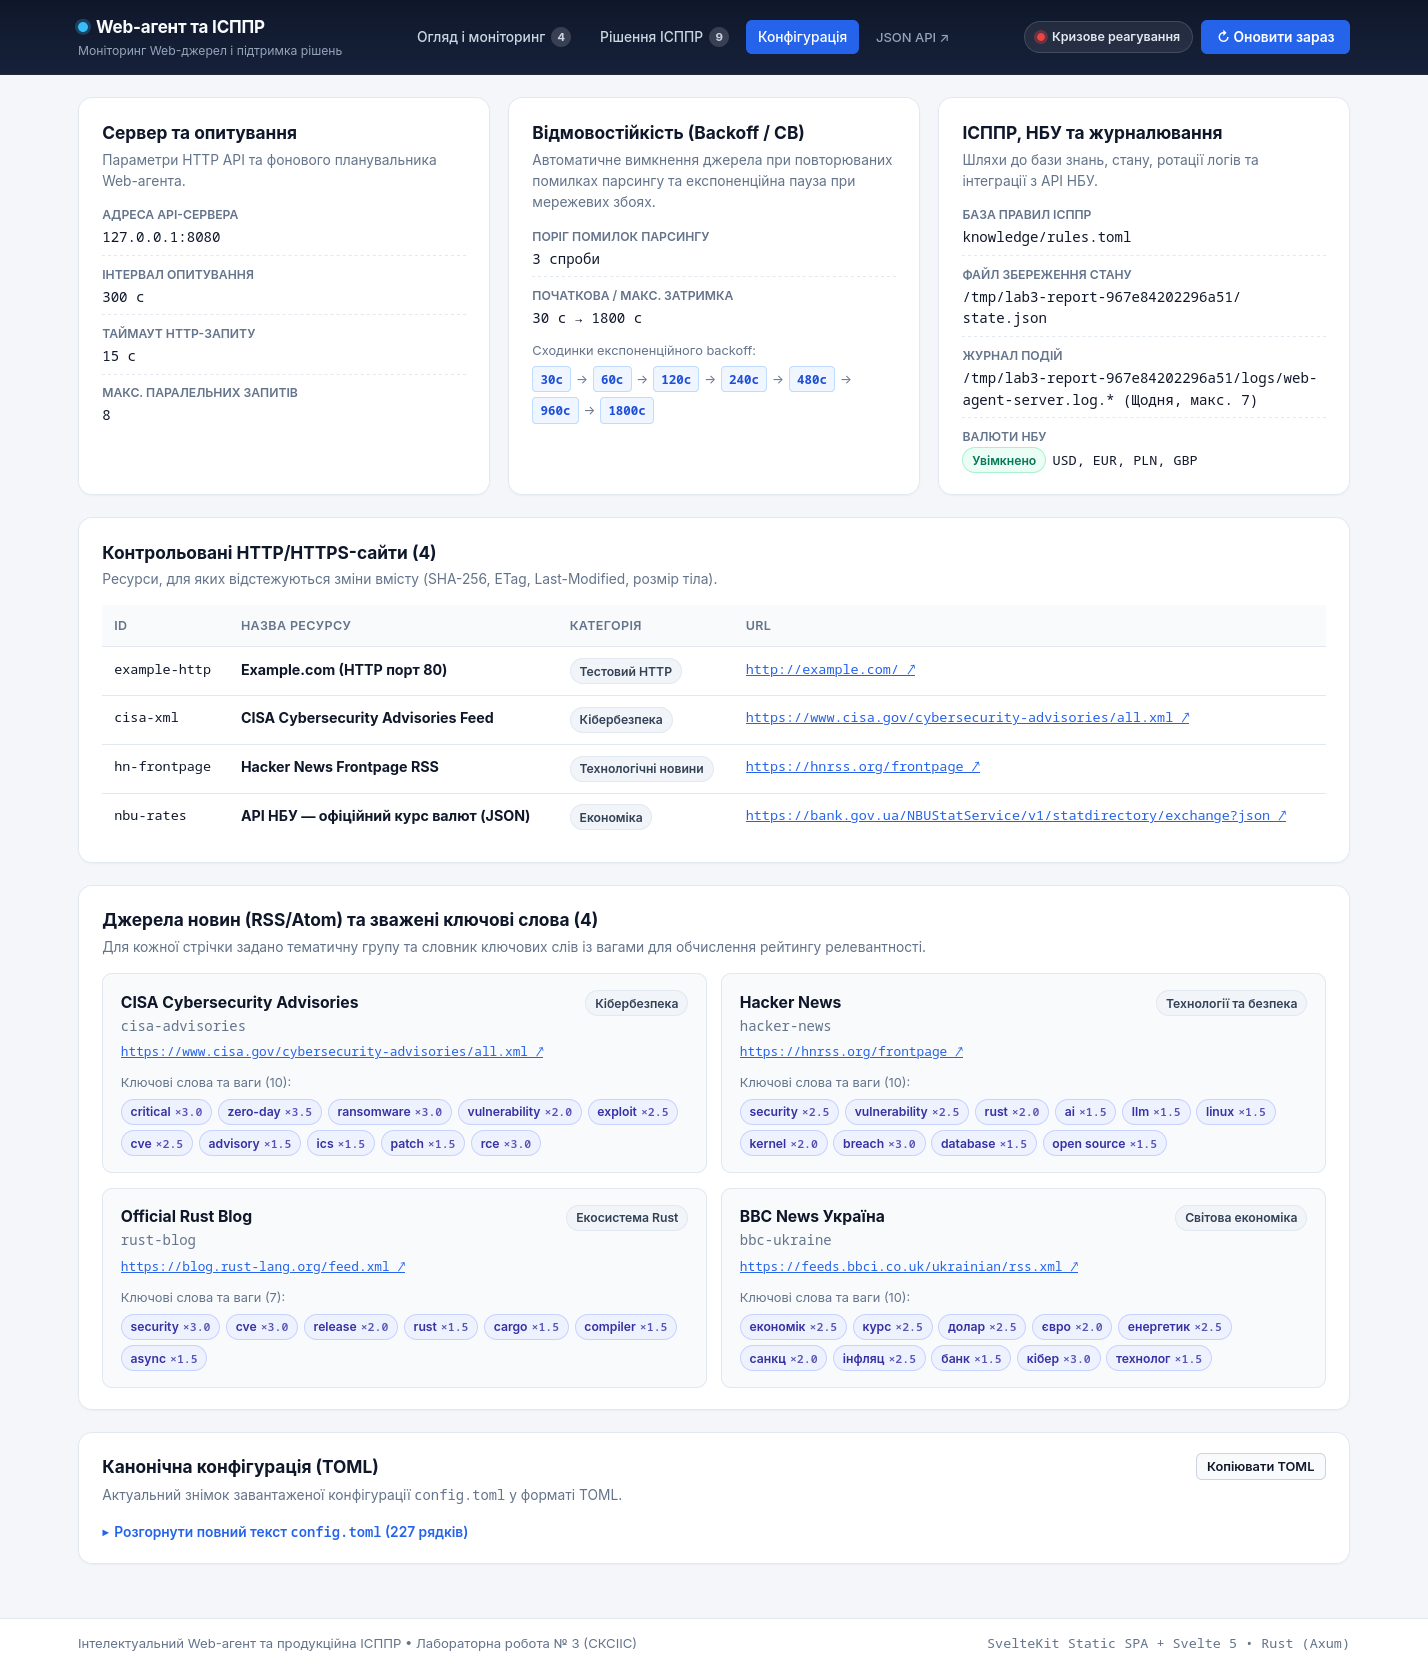 Web-агент та ІСППР
Моніторинг Web-джерел і підтримка рішень
Огляд і моніторинг 4
Рішення ІСППР 9
Конфігурація
JSON API ↗
Кризове реагування
↻ Оновити зараз
Сервер та опитування
Параметри HTTP API та фонового планувальника
Web-агента.
АДРЕСА API-СЕРВЕРА
127.0.0.1:8080
ІНТЕРВАЛ ОПИТУВАННЯ
300 с
ТАЙМАУТ HTTP-ЗАПИТУ
15 с
МАКС. ПАРАЛЕЛЬНИХ ЗАПИТІВ
8
Відмовостійкість (Backoff / CB)
Автоматичне вимкнення джерела при повторюваних
помилках парсингу та експоненційна пауза при
мережевих збоях.
ПОРІГ ПОМИЛОК ПАРСИНГУ
3 спроби
ПОЧАТКОВА / МАКС. ЗАТРИМКА
30 с → 1800 с
Сходинки експоненційного backoff:
30с → 60с → 120с → 240с → 480с →
960с → 1800с
ІСППР, НБУ та журналювання
Шляхи до бази знань, стану, ротації логів та
інтеграції з API НБУ.
БАЗА ПРАВИЛ ІСППР
knowledge/rules.toml
ФАЙЛ ЗБЕРЕЖЕННЯ СТАНУ
/tmp/lab3-report-967e84202296a51/
state.json
ЖУРНАЛ ПОДІЙ
/tmp/lab3-report-967e84202296a51/logs/web-
agent-server.log.* (Щодня, макс. 7)
ВАЛЮТИ НБУ
Увімкнено USD, EUR, PLN, GBP
Контрольовані HTTP/HTTPS-сайти (4)
Ресурси, для яких відстежуються зміни вмісту (SHA-256, ETag, Last-Modified, розмір тіла).
ID НАЗВА РЕСУРСУ КАТЕГОРІЯ URL
example-http Example.com (HTTP порт 80) Тестовий HTTP http://example.com/ ↗
cisa-xml CISA Cybersecurity Advisories Feed Кібербезпека https://www.cisa.gov/cybersecurity-advisories/all.xml ↗
hn-frontpage Hacker News Frontpage RSS Технологічні новини https://hnrss.org/frontpage ↗
nbu-rates АРІ НБУ — офіційний курс валют (JSON) Економіка https://bank.gov.ua/NBUStatService/v1/statdirectory/exchange?json ↗
Джерела новин (RSS/Atom) та зважені ключові слова (4)
Для кожної стрічки задано тематичну групу та словник ключових слів із вагами для обчислення рейтингу релевантності.
CISA Cybersecurity Advisories Кібербезпека
cisa-advisories
https://www.cisa.gov/cybersecurity-advisories/all.xml ↗
Ключові слова та ваги (10):
critical ×3.0 zero-day ×3.5 ransomware ×3.0 vulnerability ×2.0 exploit ×2.5
cve ×2.5 advisory ×1.5 ics ×1.5 patch ×1.5 rce ×3.0
Hacker News Технології та безпека
hacker-news
https://hnrss.org/frontpage ↗
Ключові слова та ваги (10):
security ×2.5 vulnerability ×2.5 rust ×2.0 ai ×1.5 llm ×1.5 linux ×1.5
kernel ×2.0 breach ×3.0 database ×1.5 open source ×1.5
Official Rust Blog Екосистема Rust
rust-blog
https://blog.rust-lang.org/feed.xml ↗
Ключові слова та ваги (7):
security ×3.0 cve ×3.0 release ×2.0 rust ×1.5 cargo ×1.5 compiler ×1.5
async ×1.5
BBC News Україна Світова економіка
bbc-ukraine
https://feeds.bbci.co.uk/ukrainian/rss.xml ↗
Ключові слова та ваги (10):
економік ×2.5 курс ×2.5 долар ×2.5 євро ×2.0 енергетик ×2.5
санкц ×2.0 інфляц ×2.5 банк ×1.5 кібер ×3.0 технолог ×1.5
Канонічна конфігурація (TOML)
Копіювати TOML
Актуальний знімок завантаженої конфігурації config.toml у форматі TOML.
▸ Розгорнути повний текст config.toml (227 рядків)
Інтелектуальний Web-агент та продукційна ІСППР • Лабораторна робота № 3 (СКСІІС)
SvelteKit Static SPA + Svelte 5 • Rust (Axum)